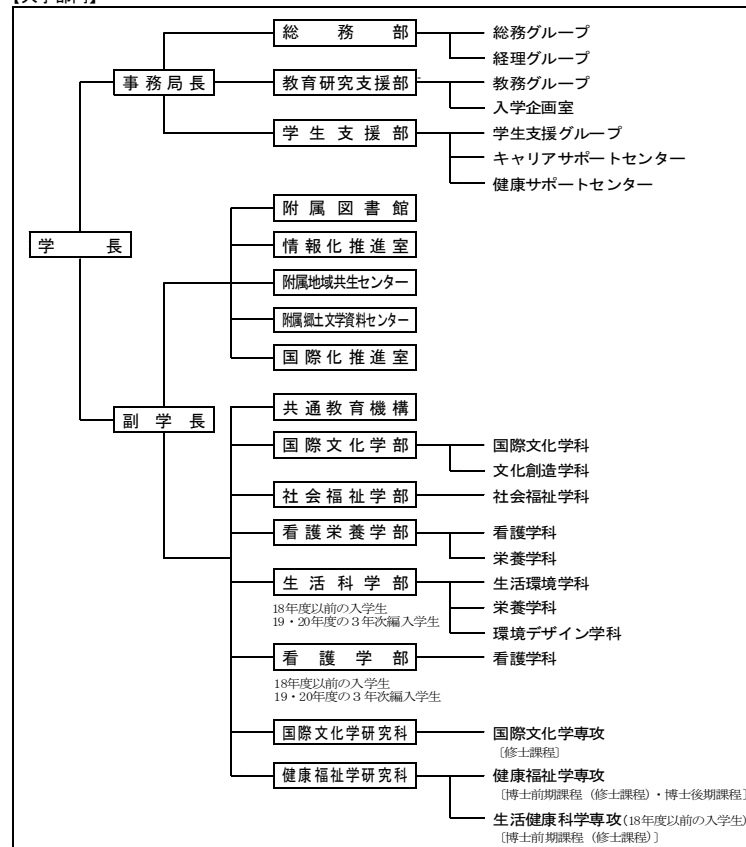 総務部
総務グループ
経理グループ
事務局長
教育研究支援部
教務グループ
入学企画室
学生支援部
学生支援グループ
キャリアサポートセンター
健康サポートセンター
学長
附属図書館
情報化推進室
附属地域共生センター
附属郷土文学資料センター
国際化推進室
副学長
共通教育機構
国際文化学部
国際文化学科
文化創造学科
社会福祉学部
社会福祉学科
看護栄養学部
看護学科
栄養学科
生活科学部
18年度以前の入学生
19・20年度の3年次編入学生
生活環境学科
栄養学科
環境デザイン学科
看護学部
18年度以前の入学生
19・20年度の3年次編入学生
看護学科
国際文化学研究科
国際文化学専攻
［修士課程］
健康福祉学研究科
健康福祉学専攻
［博士前期課程（修士課程）・博士後期課程］
生活健康科学専攻（18年度以前の入学生）
［博士前期課程（修士課程）］